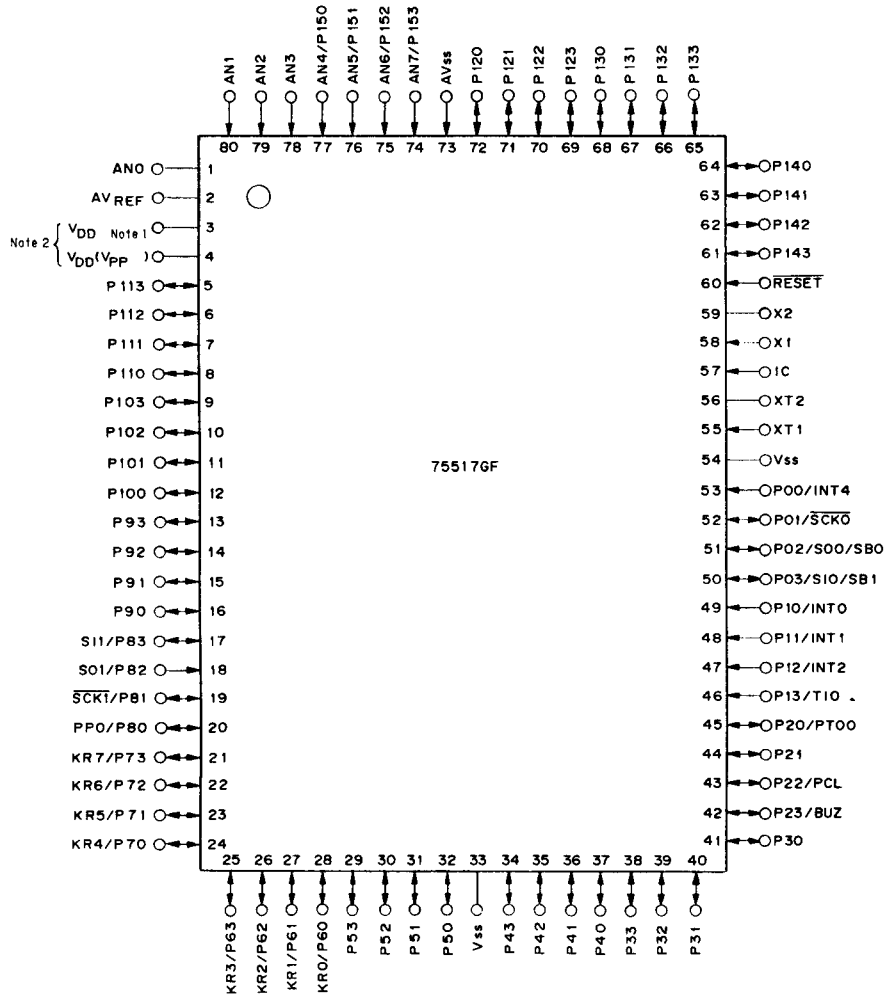 AN1
AN2
AN3
AN4/P150
AN5/P151
AN6/P152
AN7/P153
AVss
P120
P121
P122
P123
P130
P131
P132
P133
80 79 78 77 76 75 74 73 72 71 70 69 68 67 66 65
AN0 1
AVREF 2
Note 2
VDD Note 1 3
VDD(VPP ) 4
P113 5
P112 6
P111 7
P110 8
P103 9
P102 10
P101 11
P100 12
P93 13
P92 14
P91 15
P90 16
SI1/P83 17
SO1/P82 18
SCK1/P81 19
PPO/P80 20
KR7/P73 21
KR6/P72 22
KR5/P71 23
KR4/P70 24
75517GF
64 P140
63 P141
62 P142
61 P143
60 RESET
59 X2
58 X1
57 IC
56 XT2
55 XT1
54 Vss
53 P00/INT4
52 P01/SCK0
51 P02/SO0/SB0
50 P03/SI0/SB1
49 P10/INT0
48 P11/INT1
47 P12/INT2
46 P13/TI0
45 P20/PTO0
44 P21
43 P22/PCL
42 P23/BUZ
41 P30
25 26 27 28 29 30 31 32 33 34 35 36 37 38 39 40
KR3/P63
KR2/P62
KR1/P61
KR0/P60
P53
P52
P51
P50
Vss
P43
P42
P41
P40
P33
P32
P31